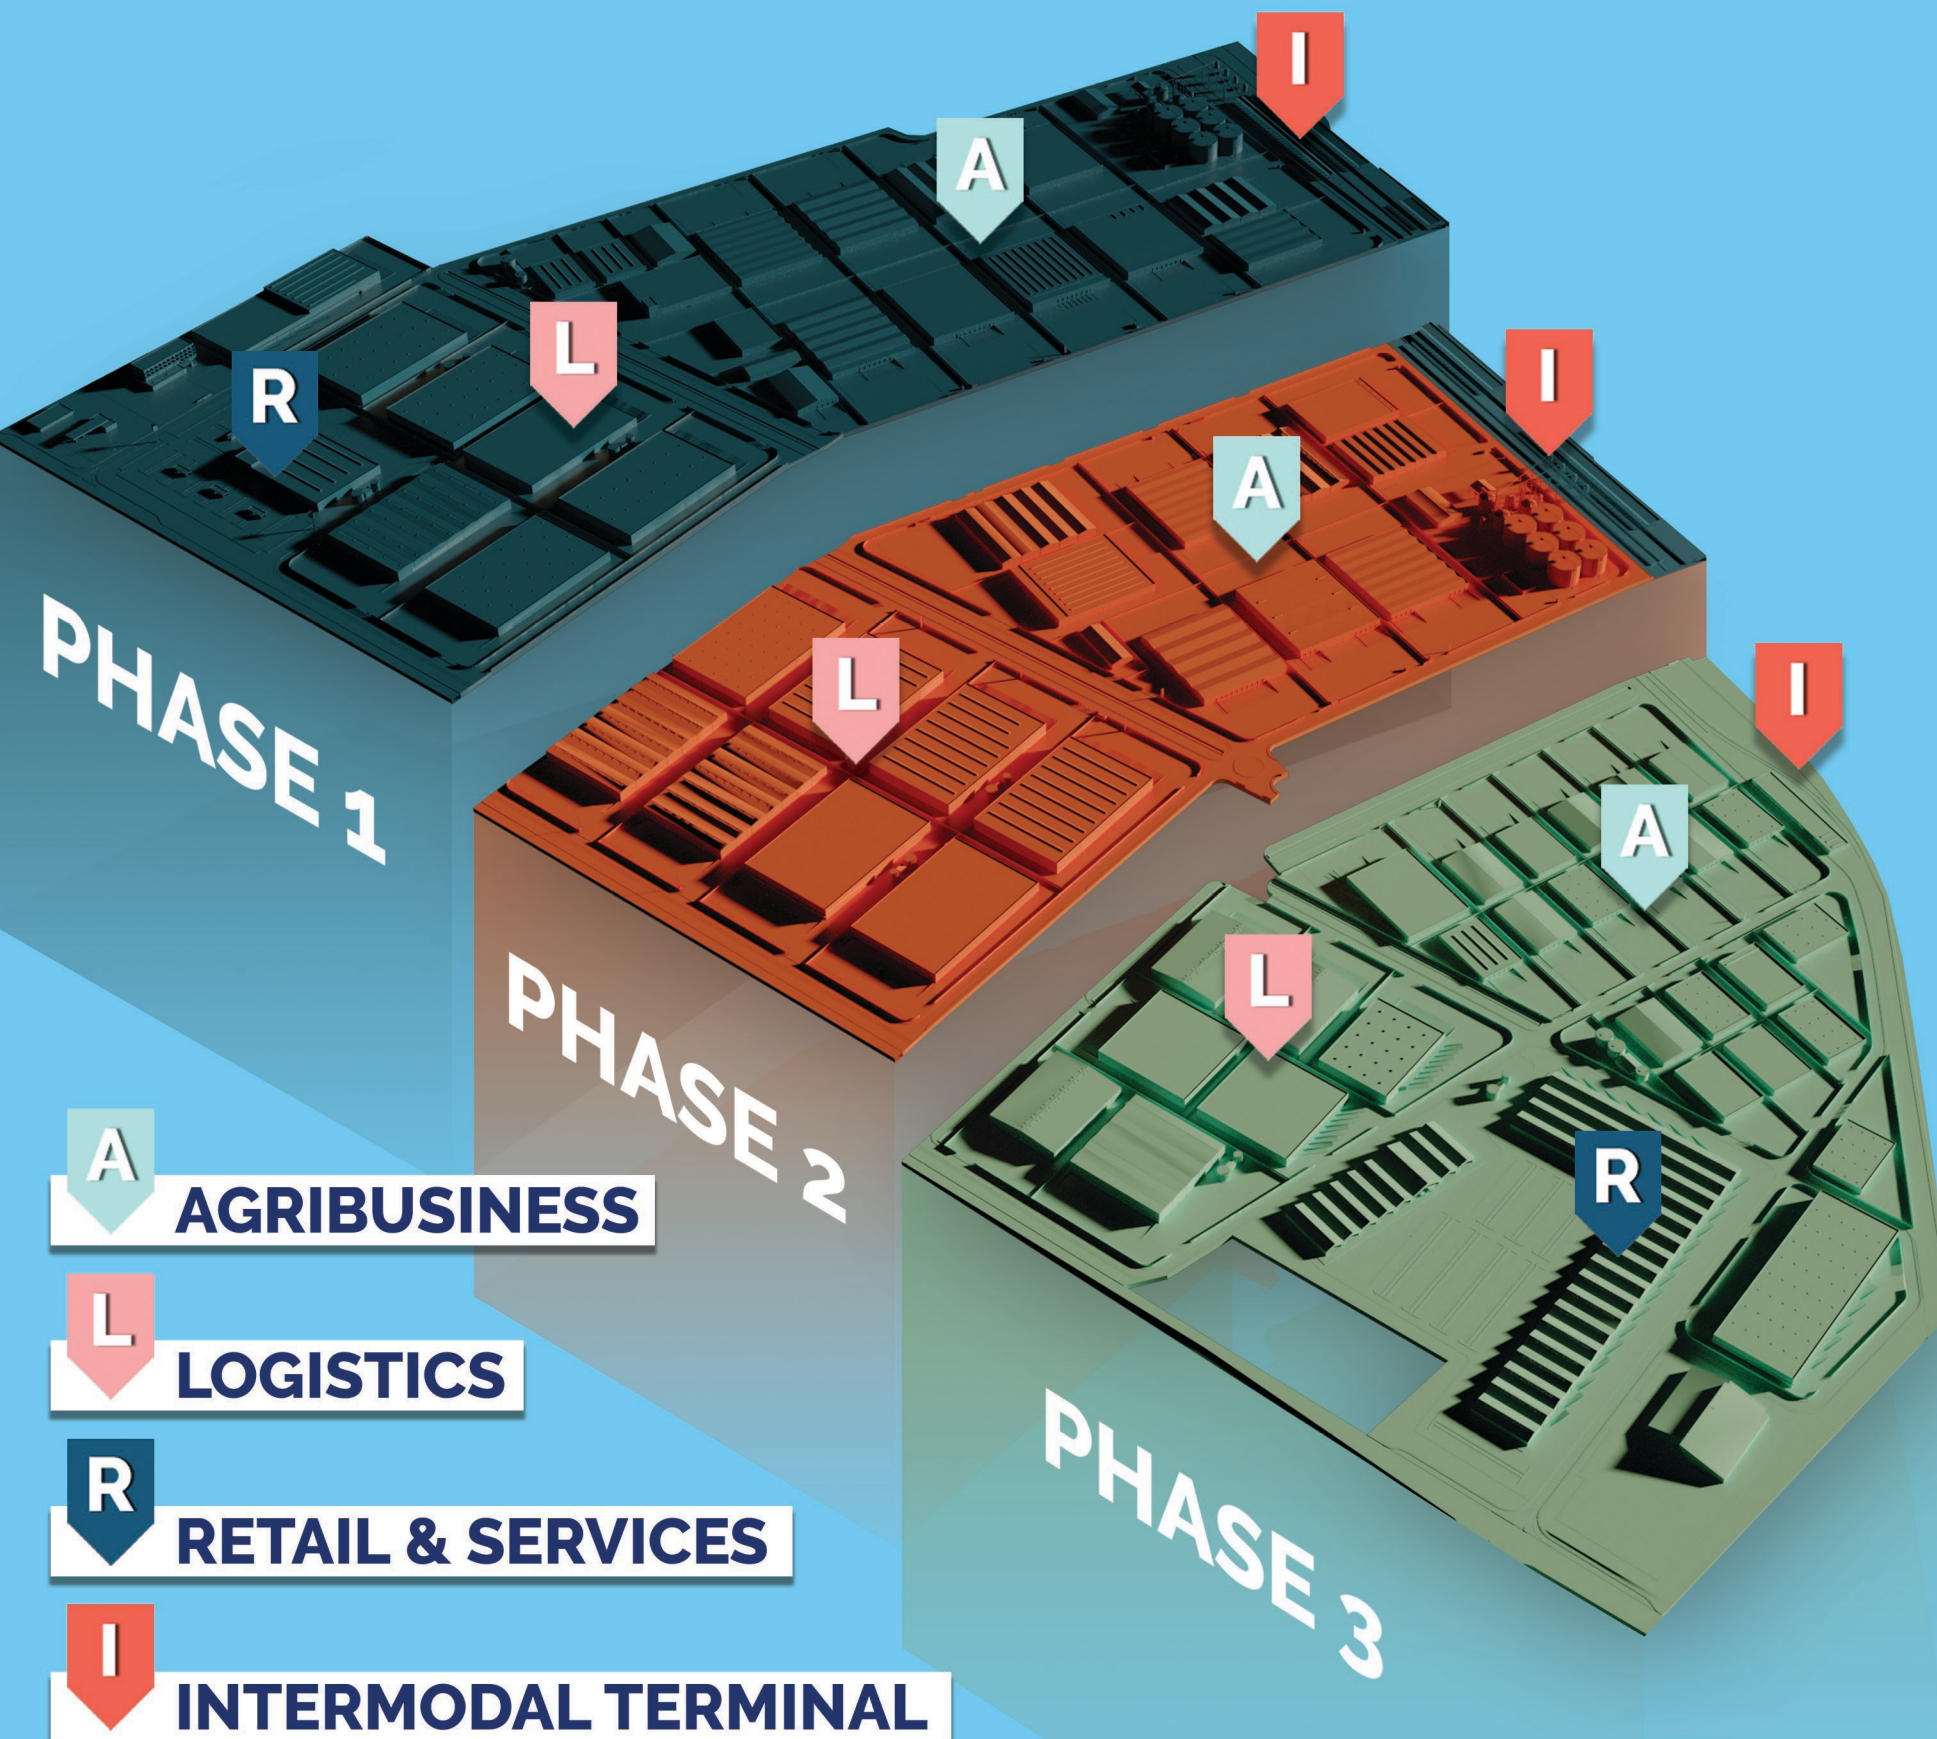 I
A
L
R
PHASE 1
I
A
L
PHASE 2
I
A
L
R
PHASE 3
A
AGRIBUSINESS
L
LOGISTICS
R
RETAIL & SERVICES
I
INTERMODAL TERMINAL